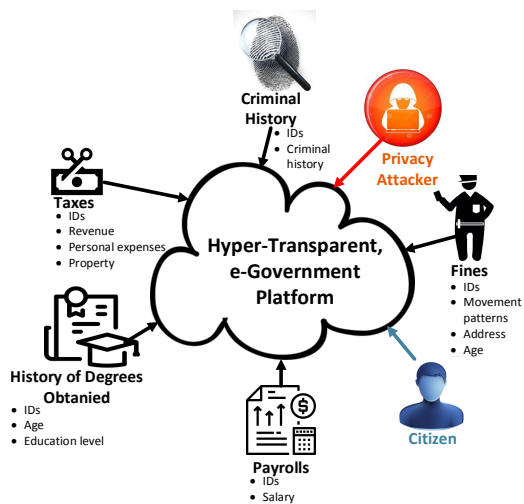 Criminal
History
• IDs
• Criminal
history
Privacy
Attacker
Taxes
• IDs
• Revenue
• Personal expenses
• Property
Hyper-Transparent,
e-Government
Platform
Fines
• IDs
• Movement
patterns
• Address
• Age
History of Degrees
Obtanied
• IDs
• Age
• Education level
Payrolls
• IDs
• Salary
Citizen